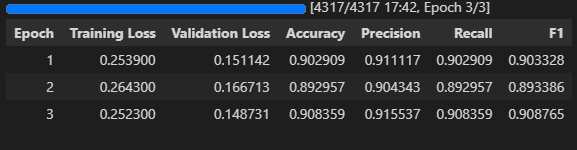 [4317/4317 17:42, Epoch 3/3]
Epoch Training Loss Validation Loss Accuracy Precision Recall F1
1 0.253900 0.151142 0.902909 0.911117 0.902909 0.903328
2 0.264300 0.166713 0.892957 0.904343 0.892957 0.893386
3 0.252300 0.148731 0.908359 0.915537 0.908359 0.908765